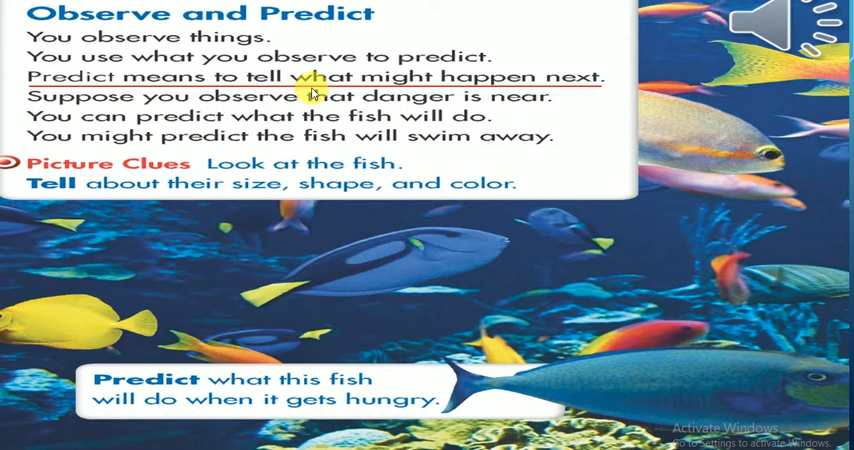 Observe and Predict
You observe things.
You use what you observe to predict.
Predict means to tell what might happen next.
Suppose you observe that danger is near.
You can predict what the fish will do.
You might predict the fish will swim away.
Picture Clues Look at the fish.
Tell about their size, shape, and color.
Predict what this fish
will do when it gets hungry.
Activate Windows
Go to Settings to activate Windows.